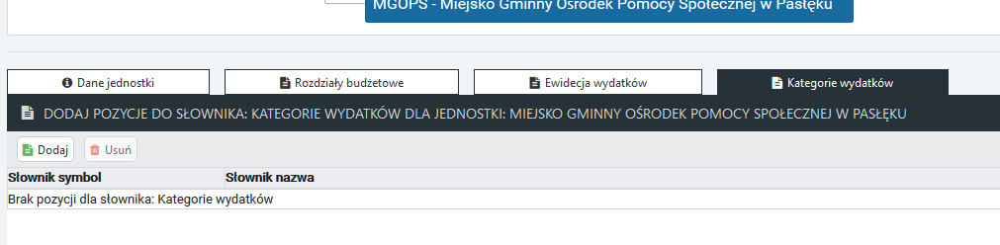 MGOPS - Miejsko Gminny Ośrodek Pomocy Społecznej w Pasłęku
Dane jednostki
Rozdziały budżetowe
Ewidecja wydatków
Kategorie wydatków
DODAJ POZYCJE DO SŁOWNIKA: KATEGORIE WYDATKÓW DLA JEDNOSTKI: MIEJSKO GMINNY OŚRODEK POMOCY SPOŁECZNEJ W PASŁĘKU
Dodaj
Usuń
Słownik symbol
Słownik nazwa
Brak pozycji dla słownika: Kategorie wydatków